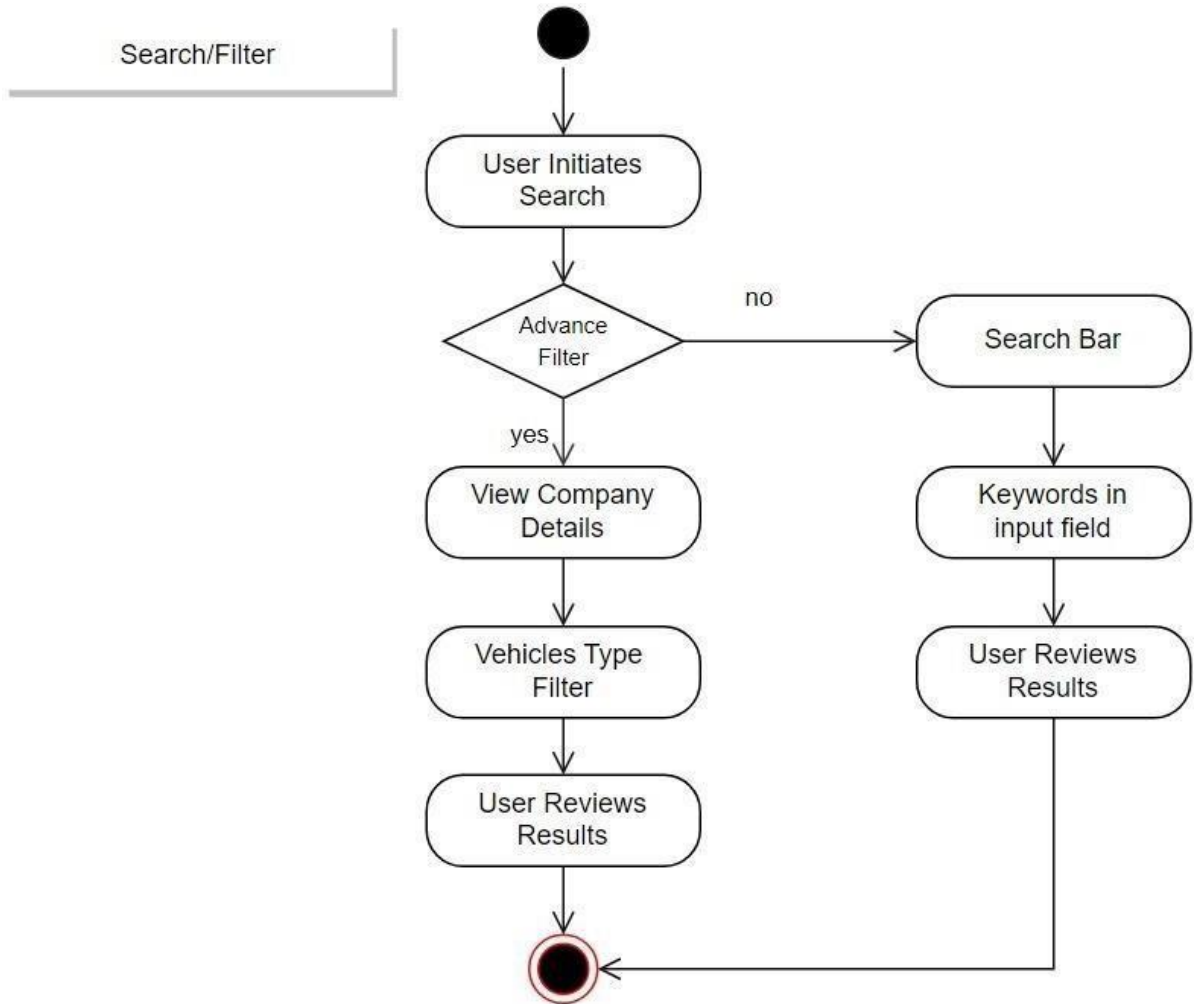 Search/Filter
User Initiates
Search
Advance
Filter
no
Search Bar
yes
View Company
Details
Keywords in
input field
Vehicles Type
Filter
User Reviews
Results
User Reviews
Results